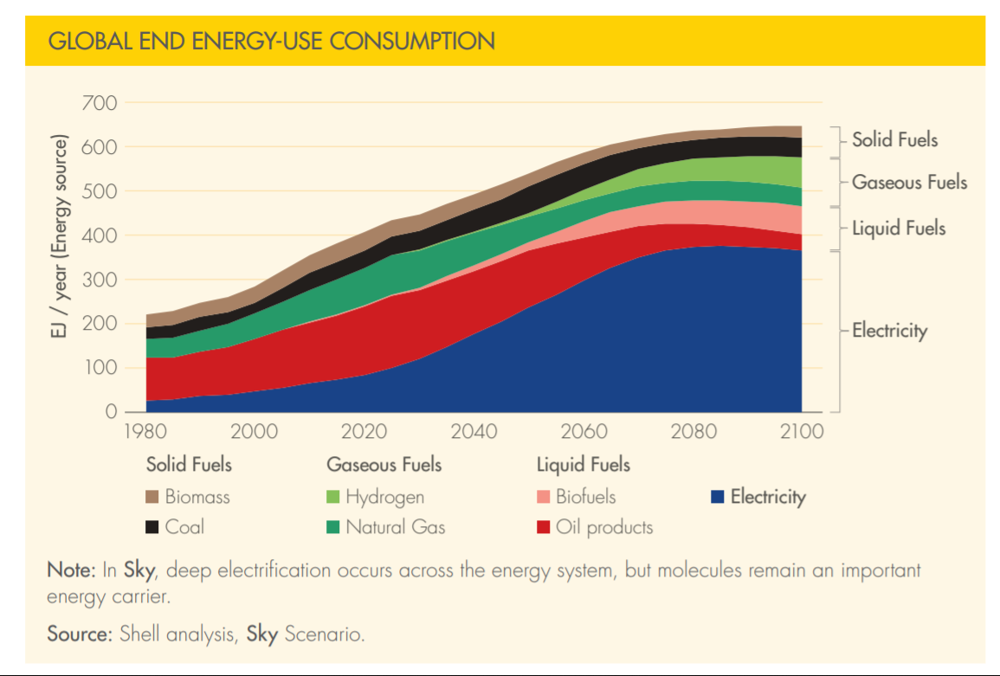 GLOBAL END ENERGY-USE CONSUMPTION
EJ / year (Energy source)
700
600
500
400
300
200
100
0
1980 2000 2020 2040 2060 2080 2100
Solid Fuels
Gaseous Fuels
Liquid Fuels
Electricity
Solid Fuels
Biomass
Coal
Gaseous Fuels
Hydrogen
Natural Gas
Liquid Fuels
Biofuels
Oil products
Electricity
Note: In Sky, deep electrification occurs across the energy system, but molecules remain an important
energy carrier.
Source: Shell analysis, Sky Scenario.